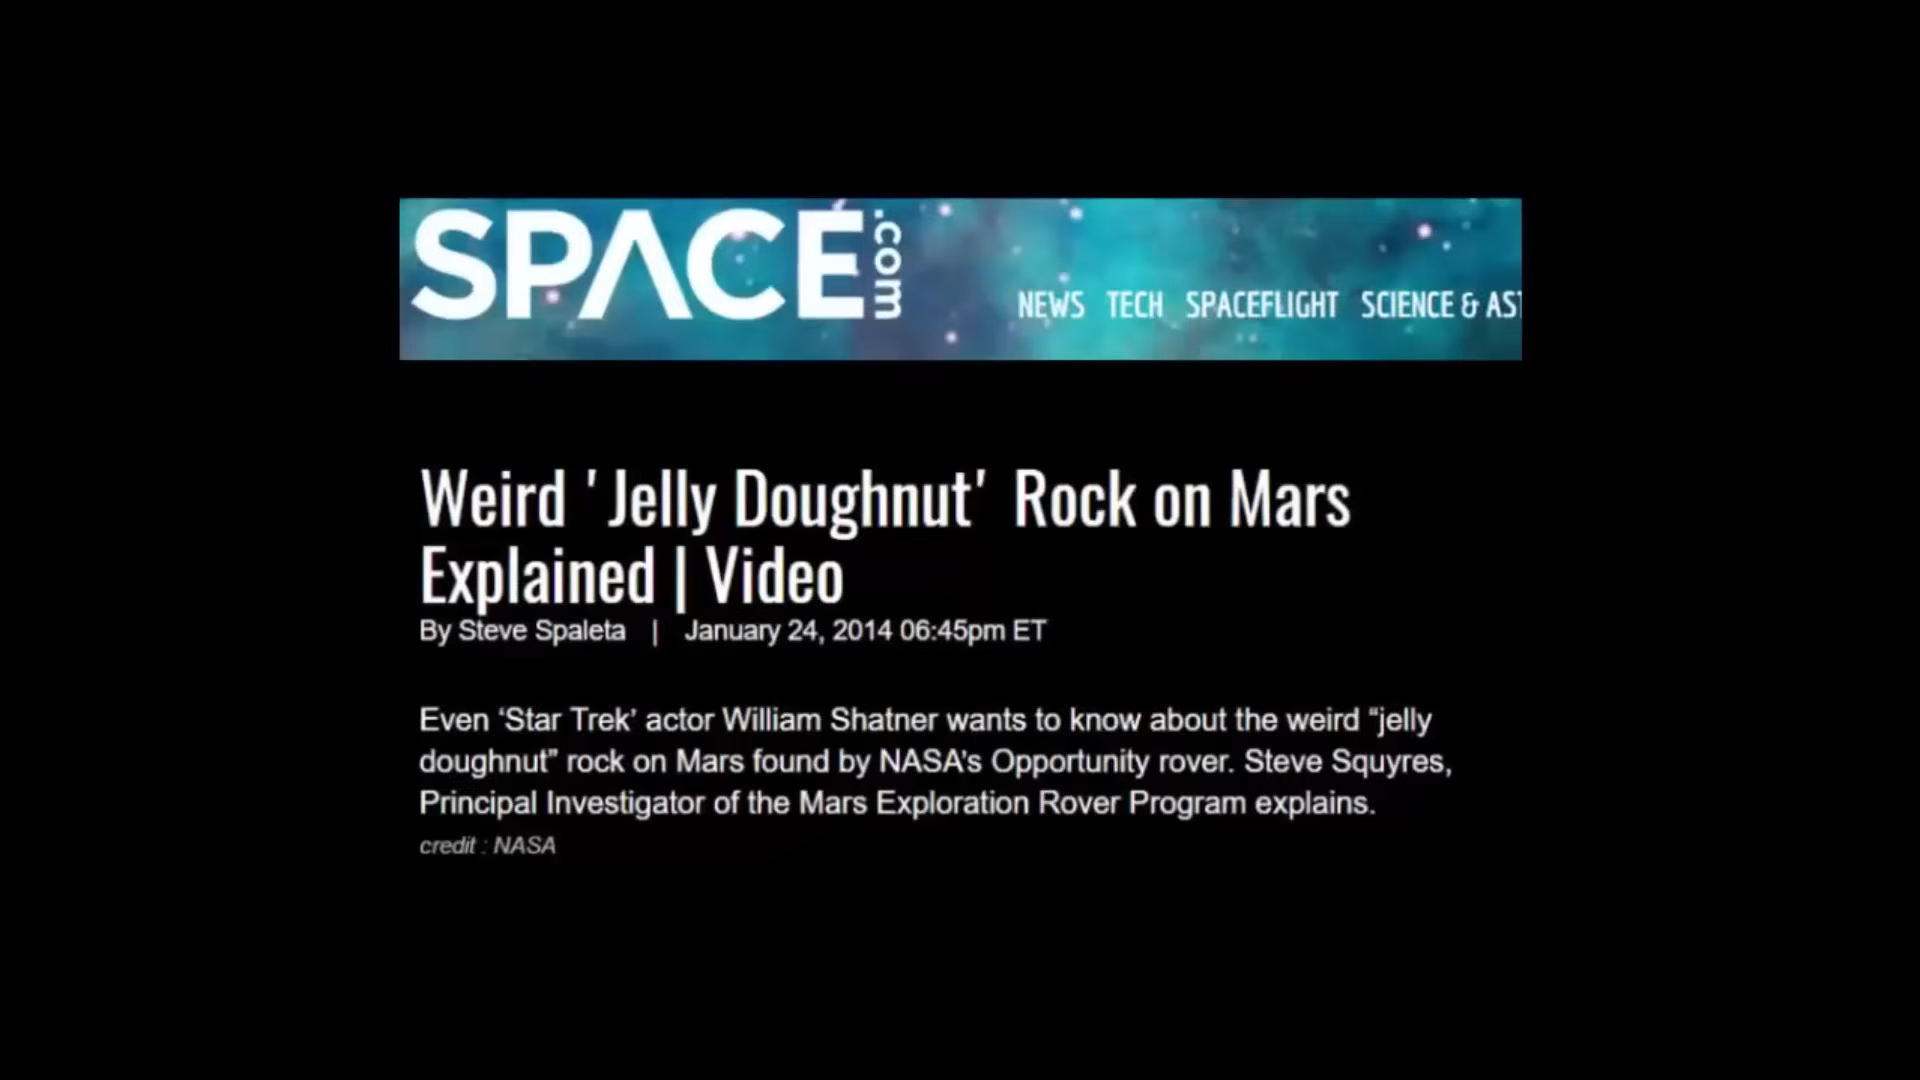 SPACE.com
NEWS TECH SPACEFLIGHT SCIENCE & AST
Weird 'Jelly Doughnut' Rock on Mars
Explained | Video
By Steve Spaleta | January 24, 2014 06:45pm ET
Even ‘Star Trek’ actor William Shatner wants to know about the weird “jelly
doughnut” rock on Mars found by NASA’s Opportunity rover. Steve Squyres,
Principal Investigator of the Mars Exploration Rover Program explains.
credit : NASA